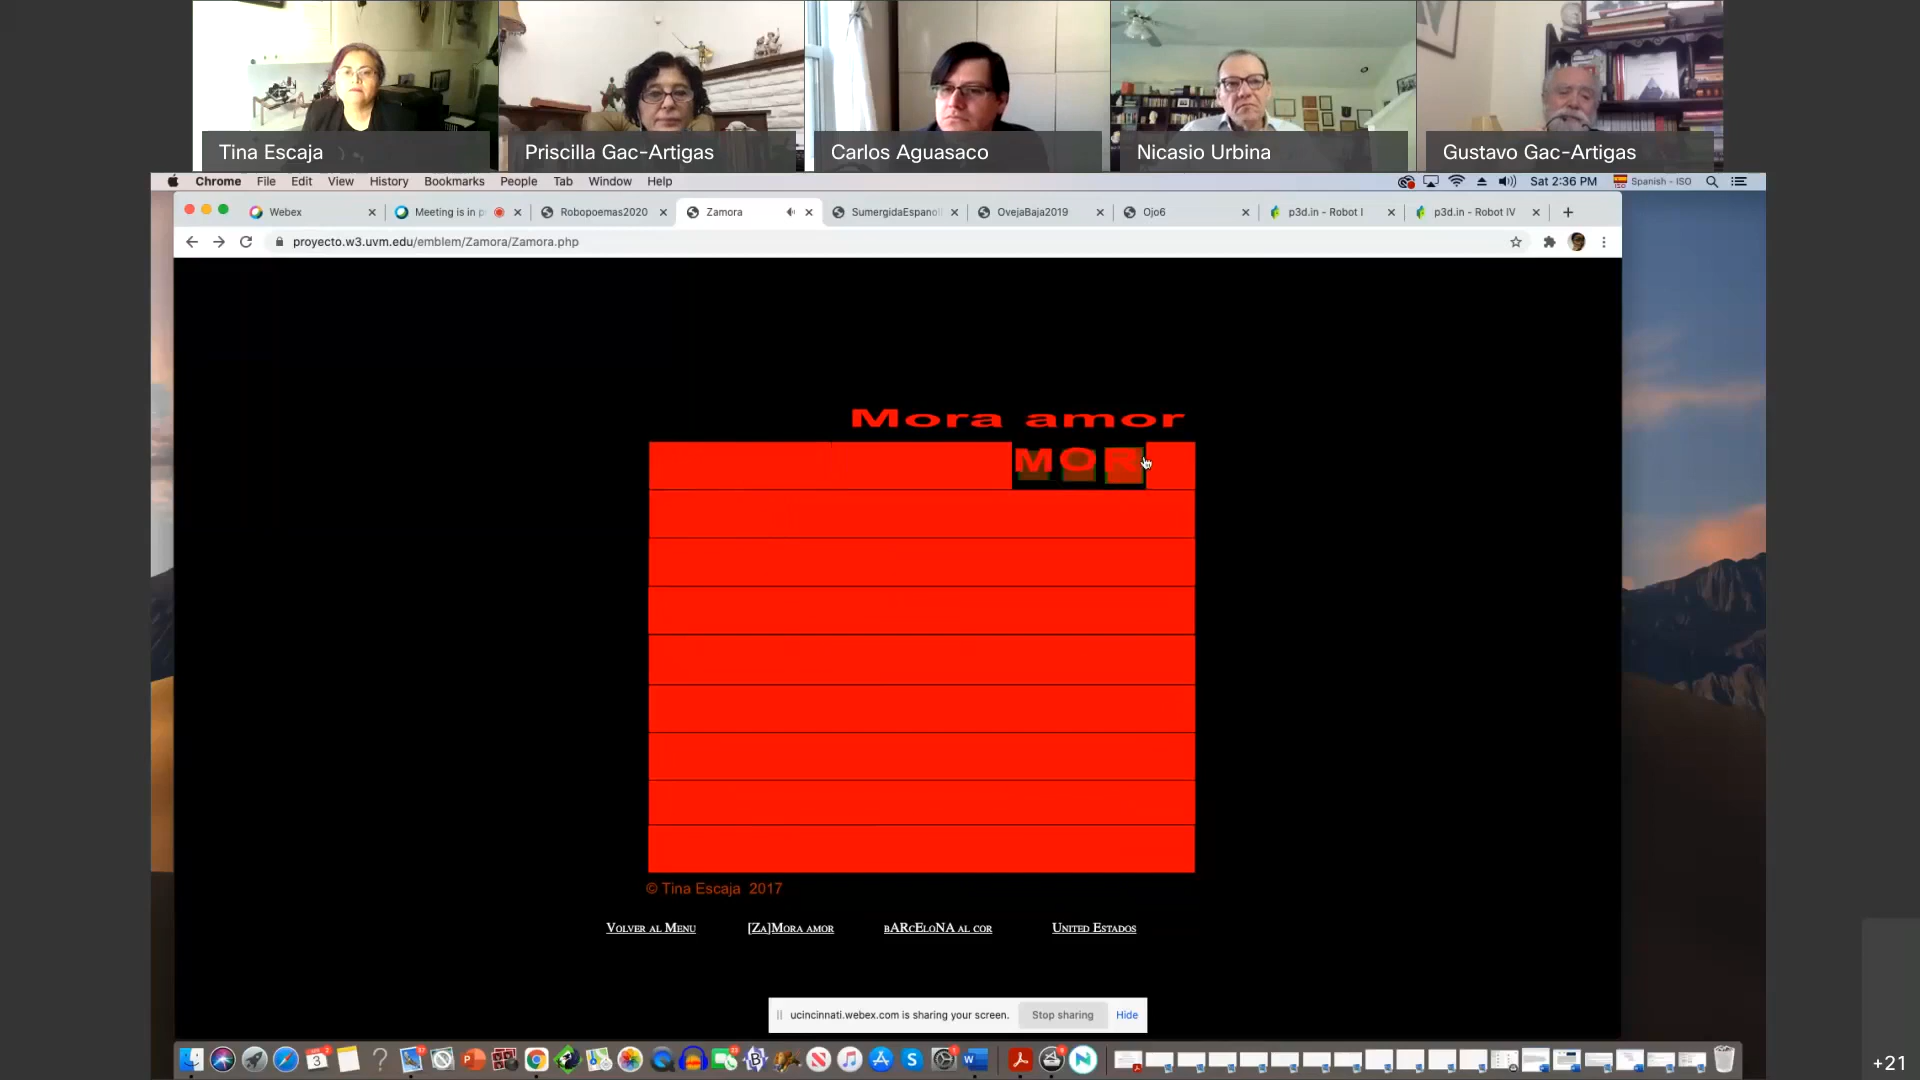 Tina Escaja
Priscilla Gac-Artigas
Carlos Aguasaco
Nicasio Urbina
Gustavo Gac-Artigas
Chrome File Edit View History Bookmarks People Tab Window Help
Sat 2:36 PM Spanish - ISO
Webex
Meeting is in p
Robopoemas2020
Zamora
SumergidaEspanol
OvejaBaja2019
Ojo6
p3d.in - Robot I
p3d.in - Robot IV
proyecto.w3.uvm.edu/emblem/Zamora/Zamora.php
Mora amor
MOR
© Tina Escaja 2017
Volver al Menu
[Za]Mora amor
bARcEloNA al cor
United Estados
ucincinnati.webex.com is sharing your screen.
Stop sharing
Hide
+21